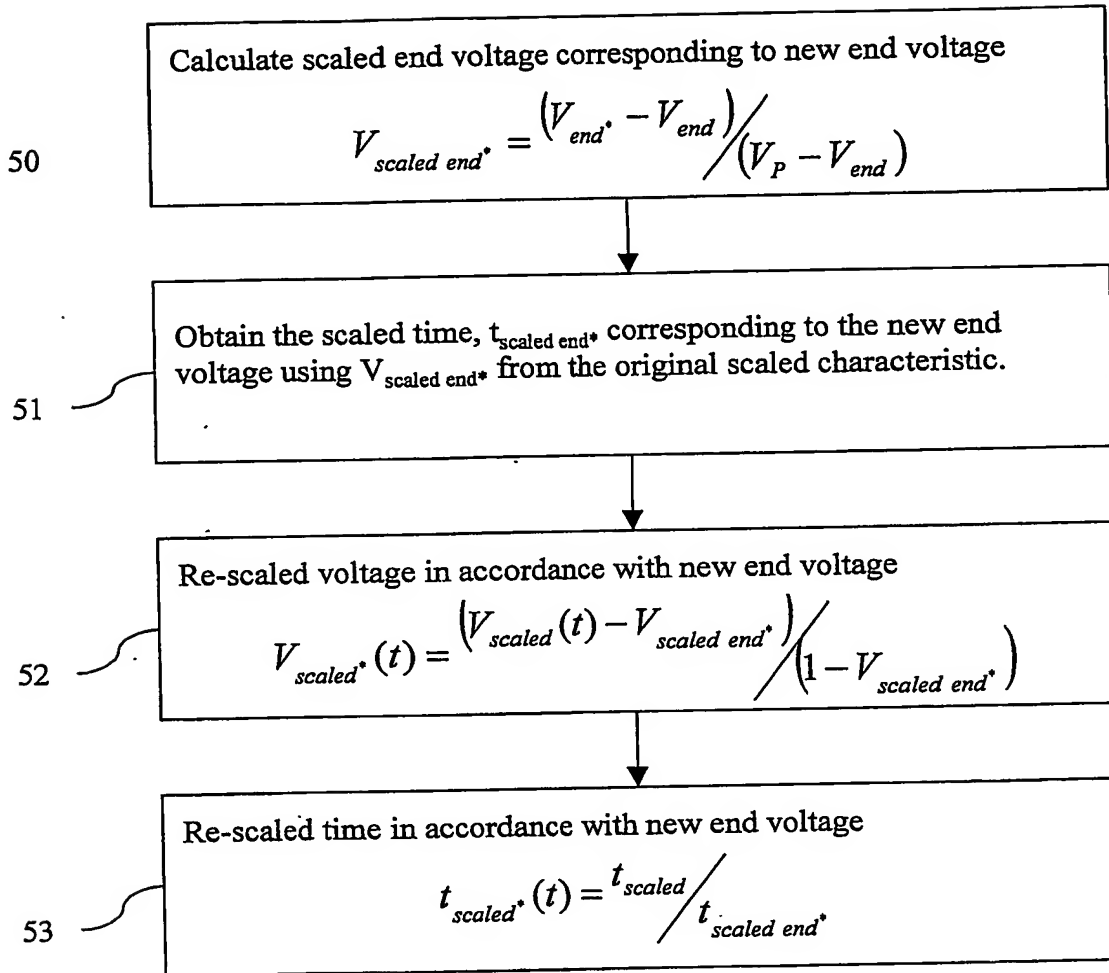 Calculate scaled end voltage corresponding to new end voltage
V_{scaled end*} = (V_{end*} − V_{end}) / (V_P − V_{end})
50
Obtain the scaled time, t_{scaled end*} corresponding to the new end
voltage using V_{scaled end*} from the original scaled characteristic.
51
Re-scaled voltage in accordance with new end voltage
V_{scaled*}(t) = (V_{scaled}(t) − V_{scaled end*}) / (1 − V_{scaled end*})
52
Re-scaled time in accordance with new end voltage
t_{scaled*}(t) = t_{scaled} / t_{scaled end*}
53